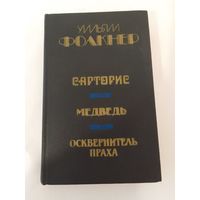 УИЛЬЯМ
ФОЛКНЕР
САРТОРИС
МЕДВЕДЬ
ОСКВЕРНИТЕЛЬ
ПРАХА